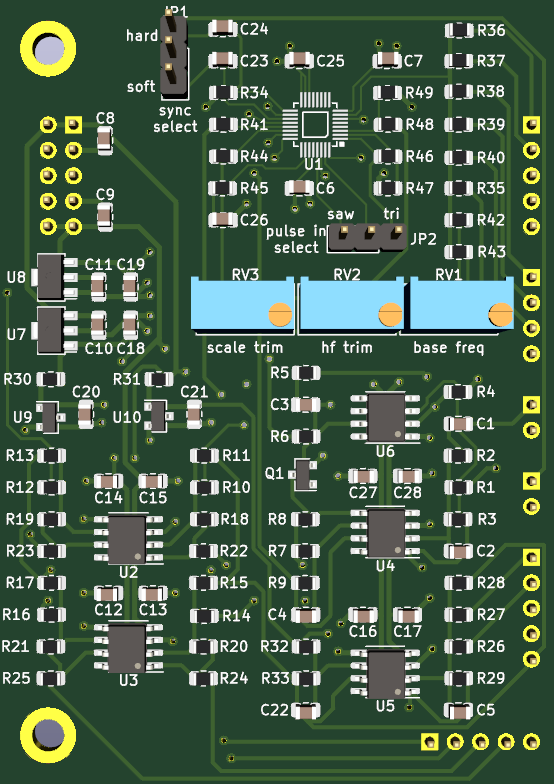 JP1
hard
soft
sync
select
C24
C23
C25
C7
R36
R37
R34
R49
R38
R41
R48
R39
U1
R44
R46
R40
R45
C6
R47
R35
C26
saw
tri
R42
pulse in
select
JP2
R43
C8
C9
U8
C11
C19
U7
C10
C18
RV3
RV2
RV1
scale trim
hf trim
base freq
R30
R31
R5
R4
U9
C20
U10
C21
C3
C1
R6
U6
R13
R11
R2
R12
C14
C15
R10
Q1
C27
C28
R1
R19
R18
R8
R3
R23
U2
R22
R7
U4
C2
R17
R15
R9
R28
R16
C12
C13
R14
C4
C16
C17
R27
R21
R20
R32
R26
R25
U3
R24
R33
U5
R29
C22
C5